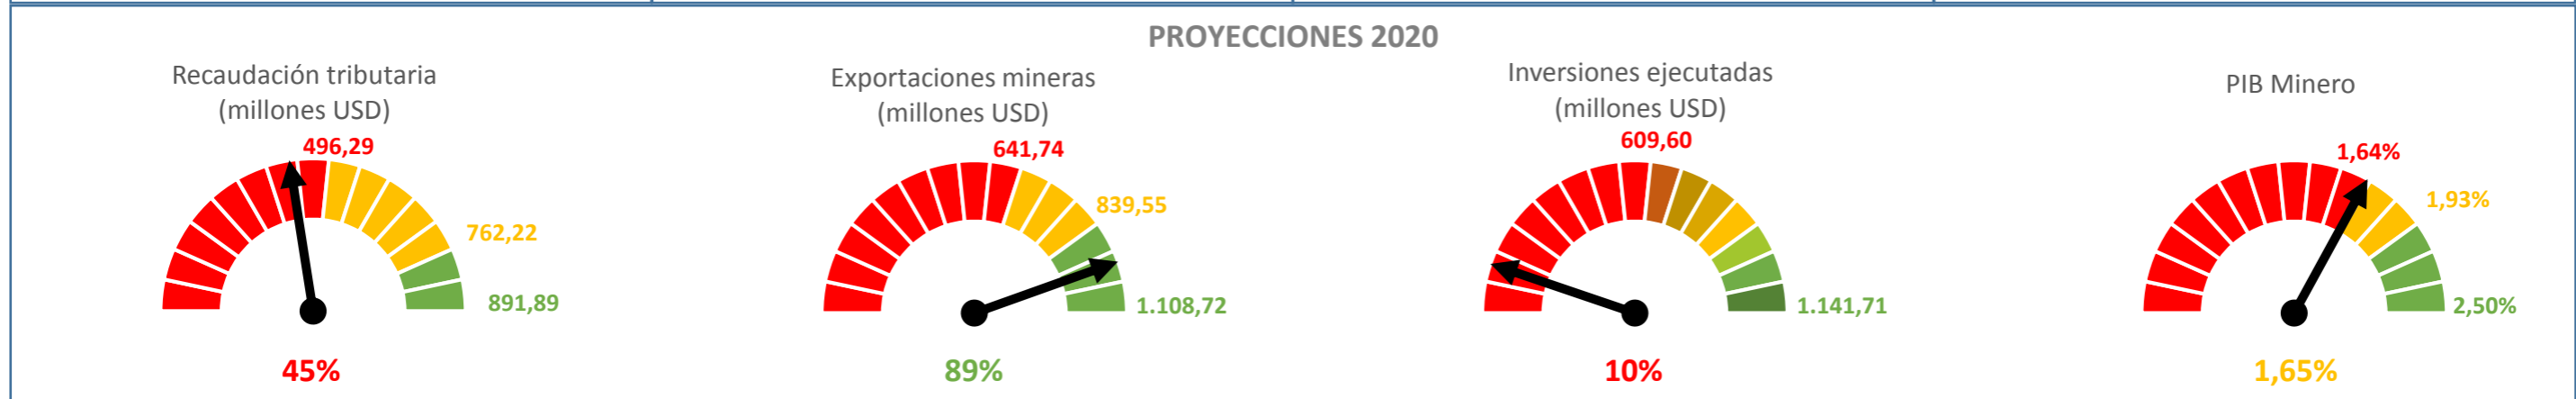 PROYECCIONES 2020
Recaudación tributaria
(millones USD)
496,29
762,22
891,89
45%
Exportaciones mineras
(millones USD)
641,74
839,55
1.108,72
89%
Inversiones ejecutadas
(millones USD)
609,60
1.141,71
10%
PIB Minero
1,64%
1,93%
2,50%
1,65%